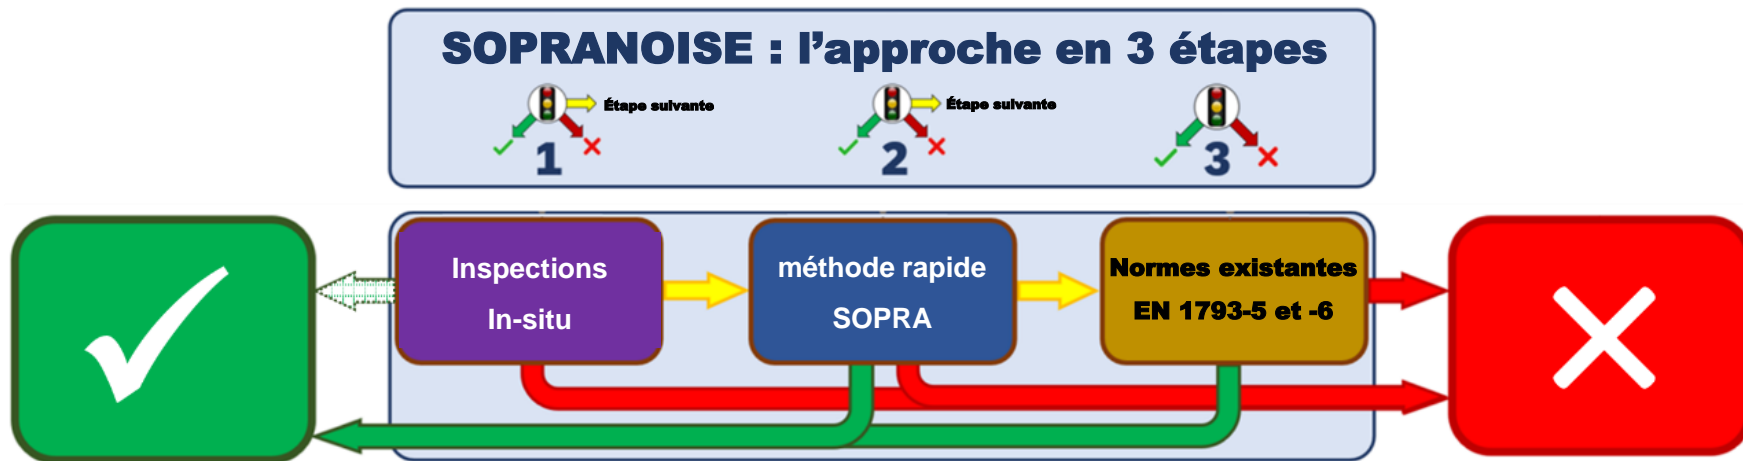 SOPRANOISE : l’approche en 3 étapes
Étape suivante
Étape suivante
1
2
3
Inspections
In-situ
méthode rapide
SOPRA
Normes existantes
EN 1793-5 et -6